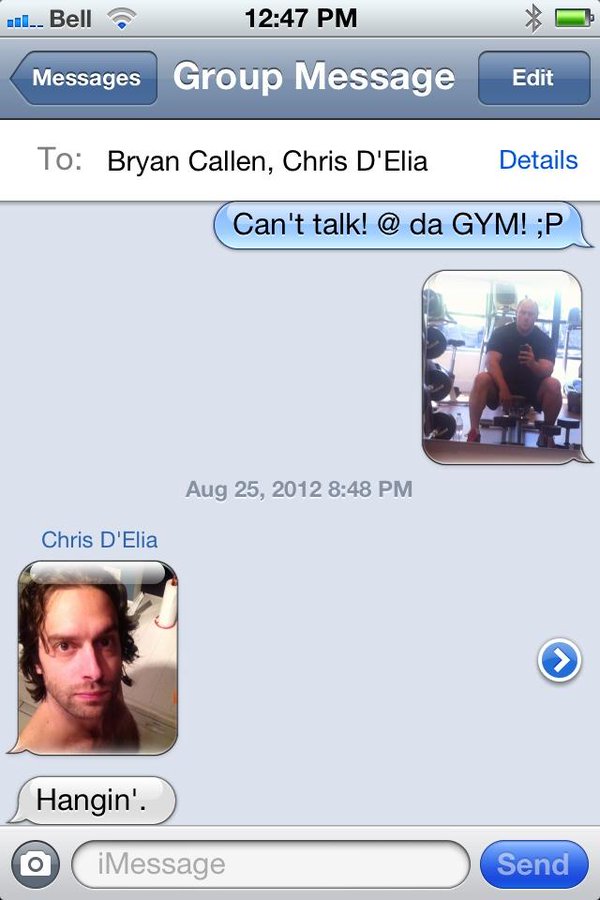 Bell 12:47 PM
Messages Group Message Edit
To: Bryan Callen, Chris D'Elia Details
Can't talk! @ da GYM! ;P
Aug 25, 2012 8:48 PM
Chris D'Elia
Hangin'.
iMessage Send